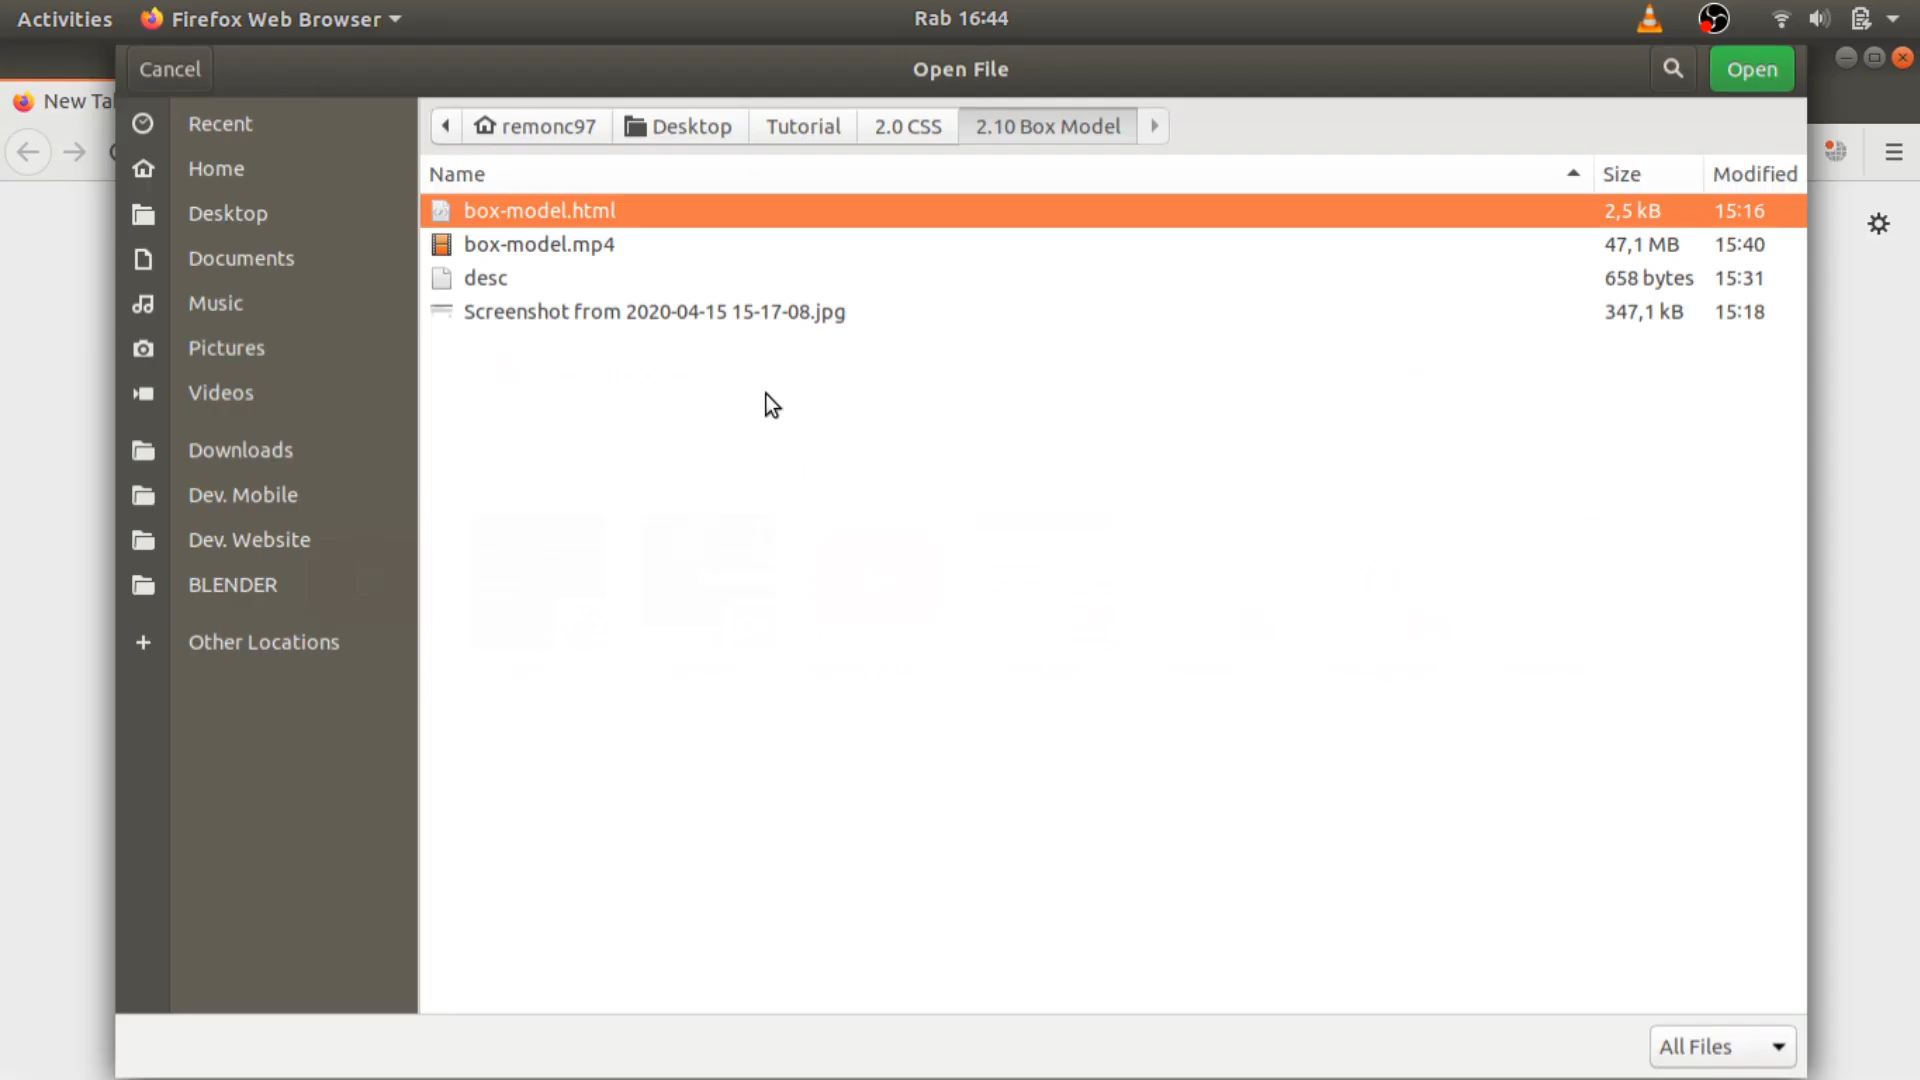 Activities Firefox Web Browser Rab 16:44
Cancel Open File Open
New Ta
remonc97 Desktop Tutorial 2.0 CSS 2.10 Box Model
Name Size Modified
box-model.html 2,5 kB 15:16
box-model.mp4 47,1 MB 15:40
desc 658 bytes 15:31
Screenshot from 2020-04-15 15-17-08.jpg 347,1 kB 15:18
Recent
Home
Desktop
Documents
Music
Pictures
Videos
Downloads
Dev. Mobile
Dev. Website
BLENDER
Other Locations
All Files